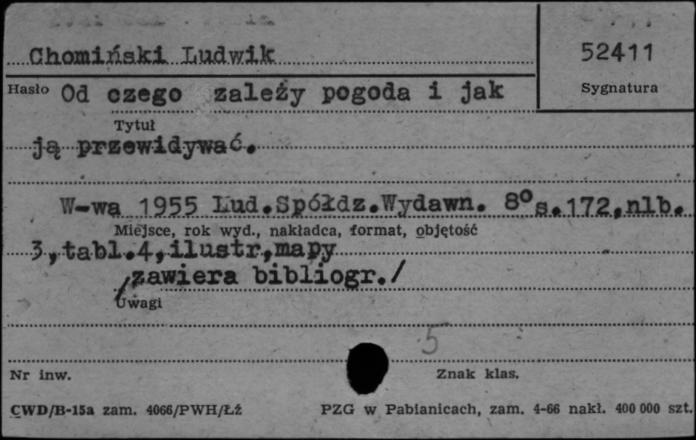 Chomiński Ludwik
52411
Hasło
Sygnatura
Od czego zależy pogoda i jak
Tytuł
ją przewidywać.
W-wa 1955 Lud.Spółdz.Wydawn. 8° s.172,nlb.
Miejsce, rok wyd., nakładca, format, objętość
3,tabl.4,ilustr,mapy
/zawiera bibliogr./
Uwagi
5
Nr inw.
Znak klas.
CWD/B-15a zam. 4066/PWH/Łź
PZG w Pabianicach, zam. 4-66 nakł. 400 000 szt.